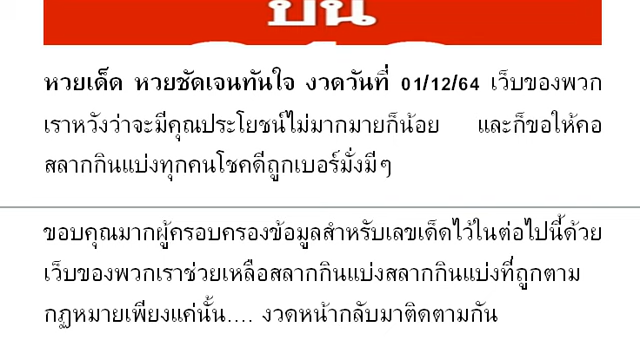 บน
หวยเด็ด หวยชัดเจนทันใจ งวดวันที่ 01/12/64 เว็บของพวก
เราหวังว่าจะมีคุณประโยชน์ไม่มากมายก็น้อย และก็ขอให้คอ
สลากกินแบ่งทุกคนโชคดีถูกเบอร์มั่งมีๆ
ขอบคุณมากผู้ครอบครองข้อมูลสำหรับเลขเด็ดไว้ในต่อไปนี้ด้วย
เว็บของพวกเราช่วยเหลือสลากกินแบ่งสลากกินแบ่งที่ถูกตาม
กฏหมายเพียงแค่นั้น.... งวดหน้ากลับมาติดตามกัน